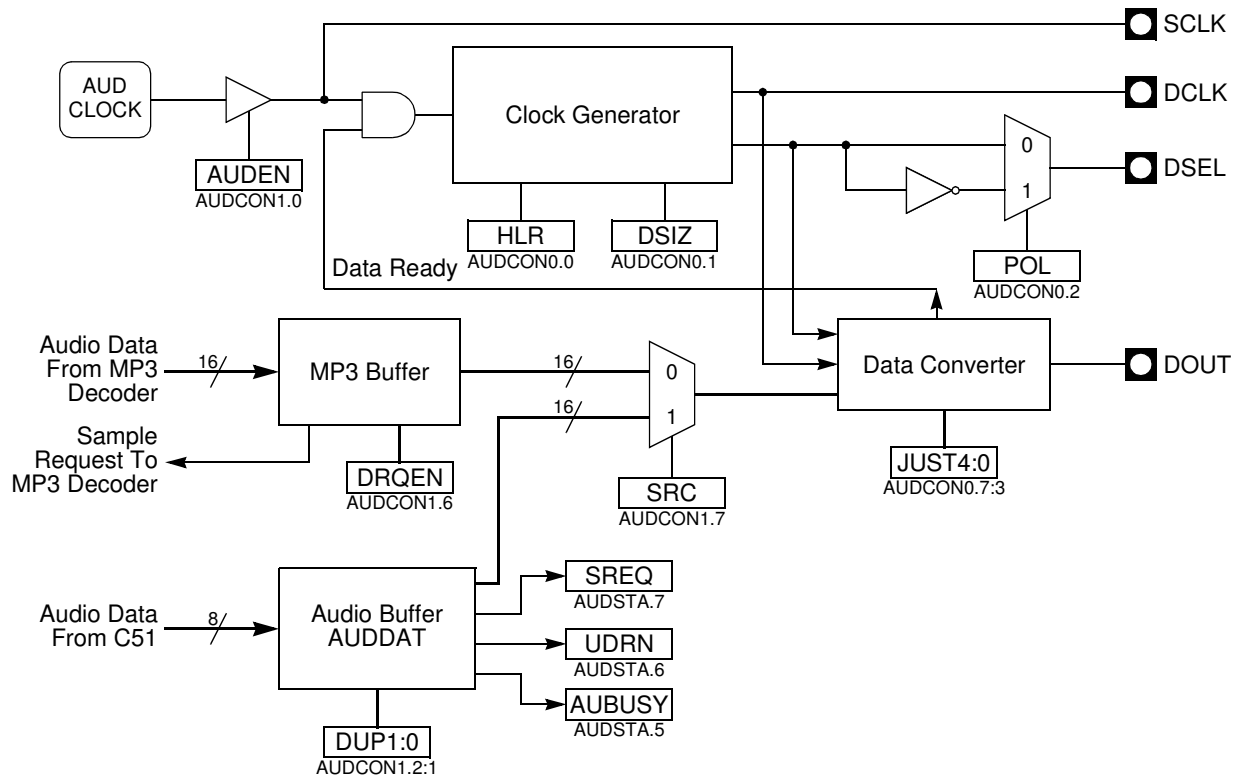 SCLK
AUD
CLOCK
Clock Generator
DCLK
0
1
DSEL
AUDEN
AUDCON1.0
HLR
AUDCON0.0
DSIZ
AUDCON0.1
POL
AUDCON0.2
Data Ready
Audio Data
From MP3
Decoder
16
MP3 Buffer
16
0
16
1
Data Converter
DOUT
Sample
Request To
MP3 Decoder
DRQEN
AUDCON1.6
SRC
AUDCON1.7
JUST4:0
AUDCON0.7:3
Audio Data
From C51
8
Audio Buffer
AUDDAT
SREQ
AUDSTA.7
UDRN
AUDSTA.6
AUBUSY
AUDSTA.5
DUP1:0
AUDCON1.2:1